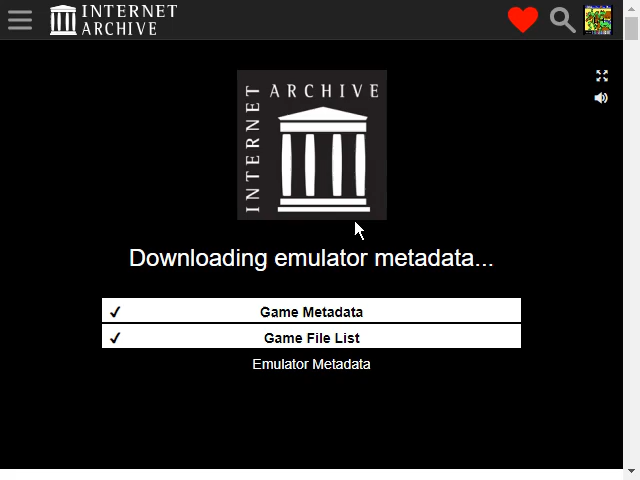 INTERNET
ARCHIVE
INTERNET ARCHIVE
Downloading emulator metadata...
✔ Game Metadata
✔ Game File List
Emulator Metadata